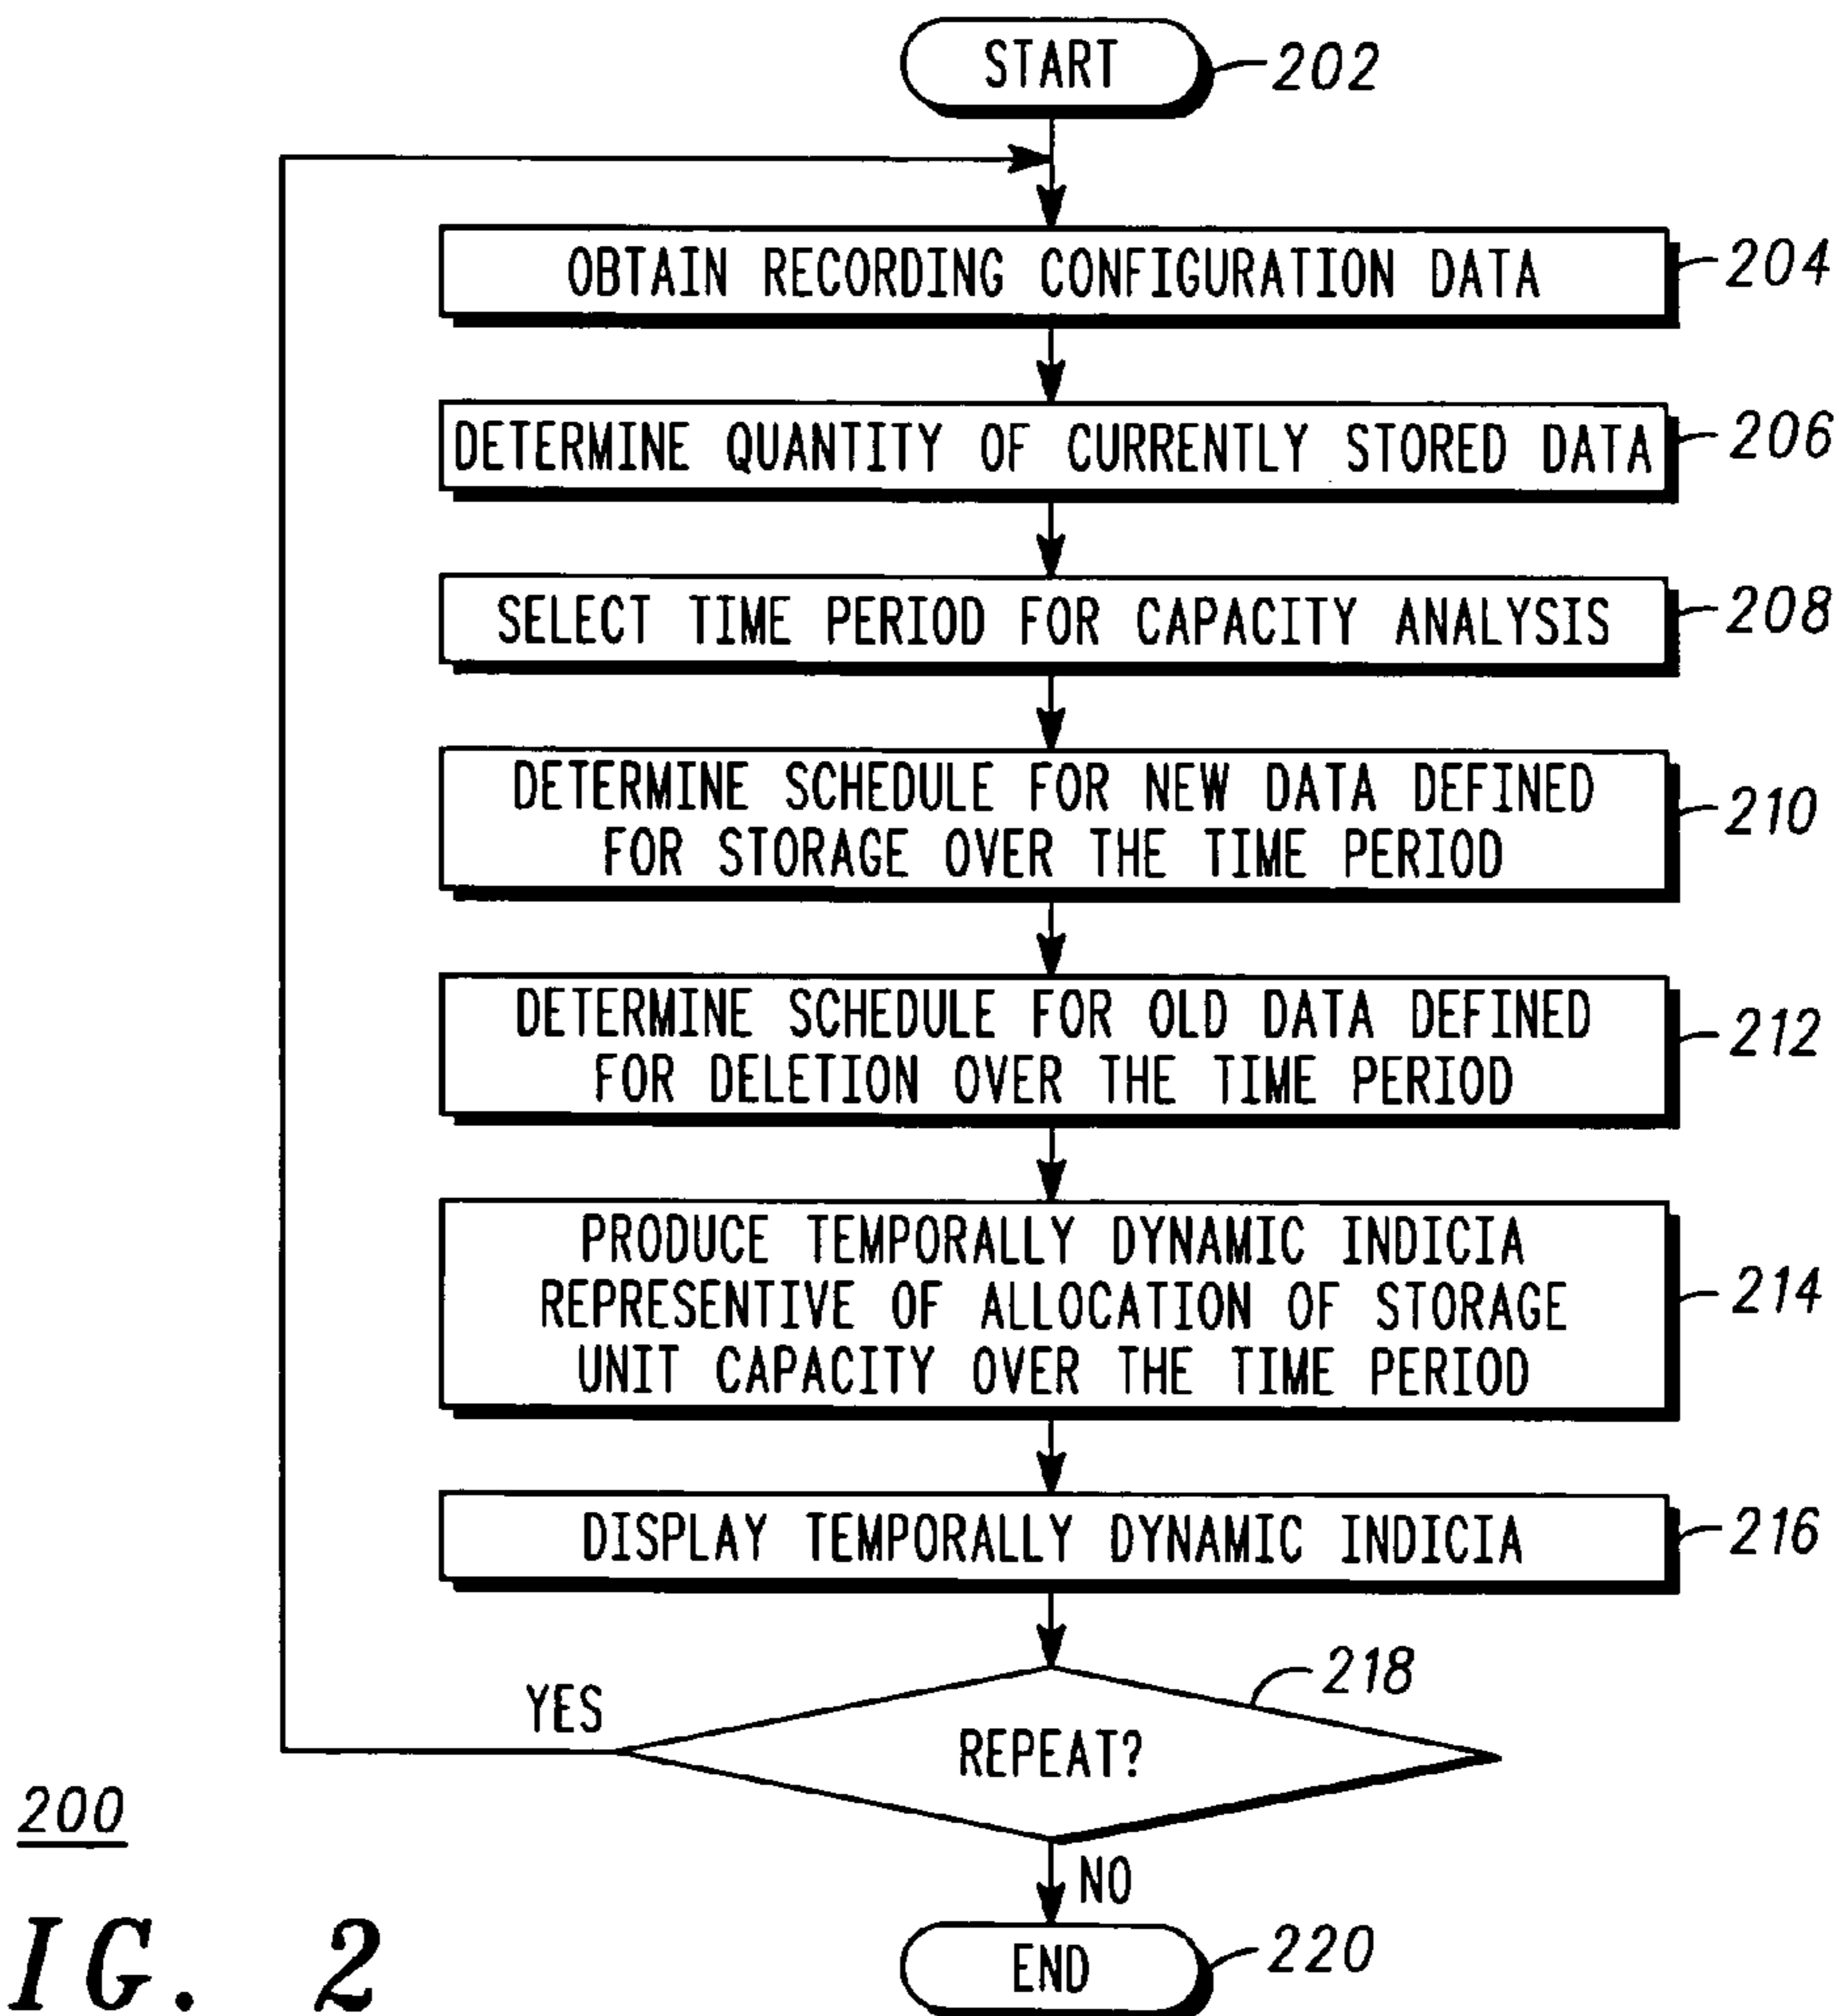 START
202
OBTAIN RECORDING CONFIGURATION DATA
204
DETERMINE QUANTITY OF CURRENTLY STORED DATA
206
SELECT TIME PERIOD FOR CAPACITY ANALYSIS
208
DETERMINE SCHEDULE FOR NEW DATA DEFINED
FOR STORAGE OVER THE TIME PERIOD
210
DETERMINE SCHEDULE FOR OLD DATA DEFINED
FOR DELETION OVER THE TIME PERIOD
212
PRODUCE TEMPORALLY DYNAMIC INDICIA
REPRESENTIVE OF ALLOCATION OF STORAGE
UNIT CAPACITY OVER THE TIME PERIOD
214
DISPLAY TEMPORALLY DYNAMIC INDICIA
216
218
YES
REPEAT?
200
NO
END
220
IG. 2